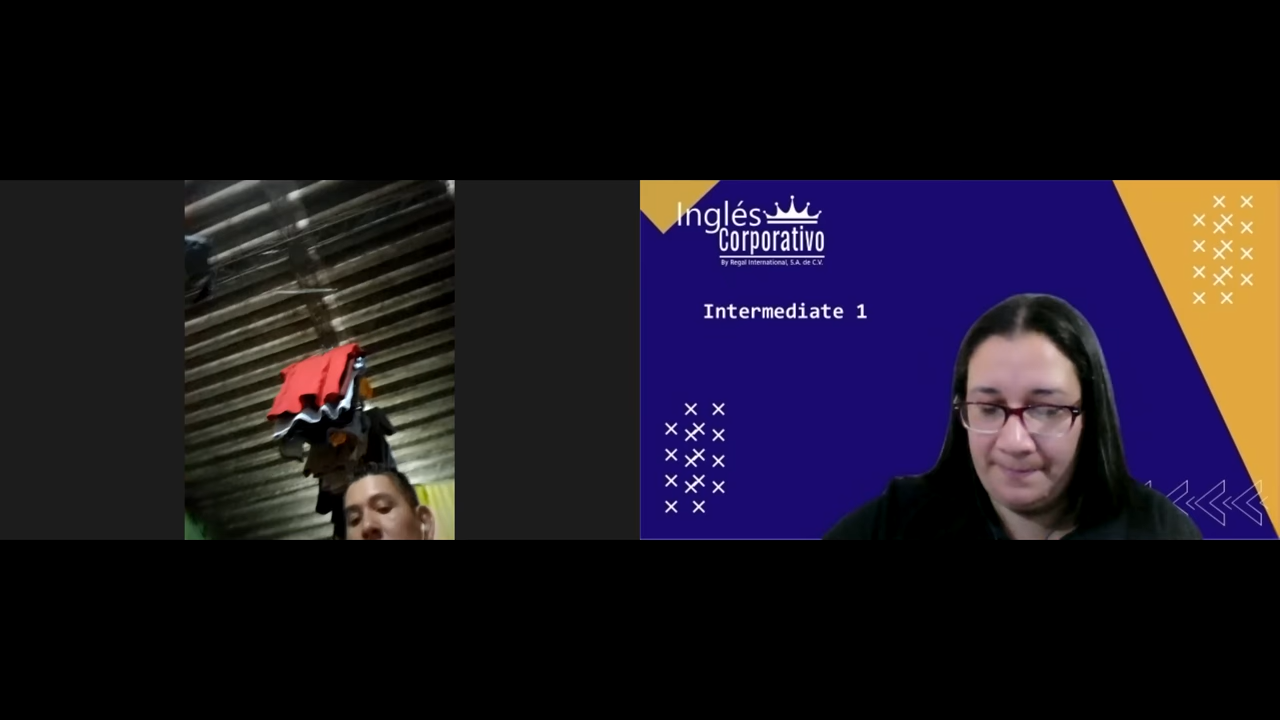 Inglés
Corporativo
By Regal International, S.A. de C.V.
Intermediate 1